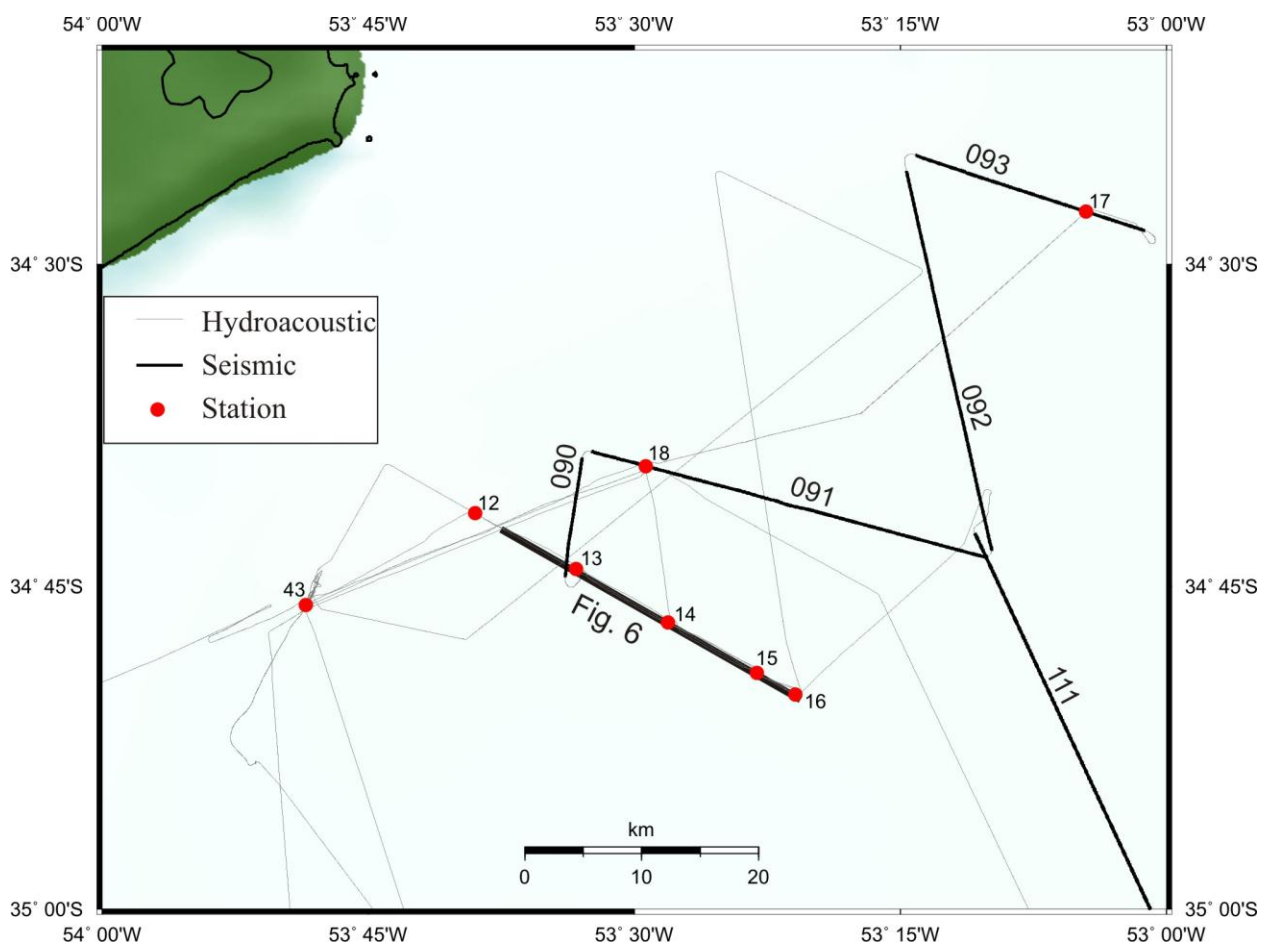 54° 00'W 53° 45'W 53° 30'W 53° 15'W 53° 00'W
093
17
34° 30'S 34° 30'S
Hydroacoustic
Seismic
Station
092
090
18
091
12
13
34° 45'S 34° 45'S
43
Fig. 6
14
15
16
111
km
0 10 20
35° 00'S 35° 00'S
54° 00'W 53° 45'W 53° 30'W 53° 15'W 53° 00'W